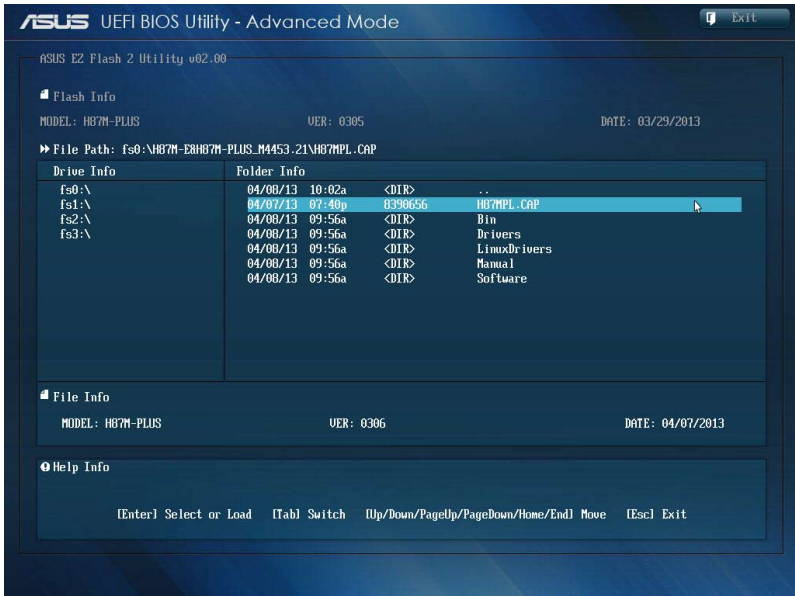 ASUS UEFI BIOS Utility - Advanced Mode
Exit
ASUS EZ Flash 2 Utility v02.00
Flash Info
MODEL: H87M-PLUS VER: 0305 DATE: 03/29/2013
File Path: fs0:\H87M-E&H87M-PLUS_M4453.21\H87MPL.CAP
Drive Info Folder Info
fs0:\ 04/08/13 10:02a <DIR> ..
fs1:\ 04/07/13 07:40p 8390656 H87MPL.CAP
fs2:\ 04/08/13 09:56a <DIR> Bin
fs3:\ 04/08/13 09:56a <DIR> Drivers
04/08/13 09:56a <DIR> LinuxDrivers
04/08/13 09:56a <DIR> Manual
04/08/13 09:56a <DIR> Software
File Info
MODEL: H87M-PLUS VER: 0306 DATE: 04/07/2013
Help Info
[Enter] Select or Load [Tab] Switch [Up/Down/PageUp/PageDown/Home/End] Move [Esc] Exit